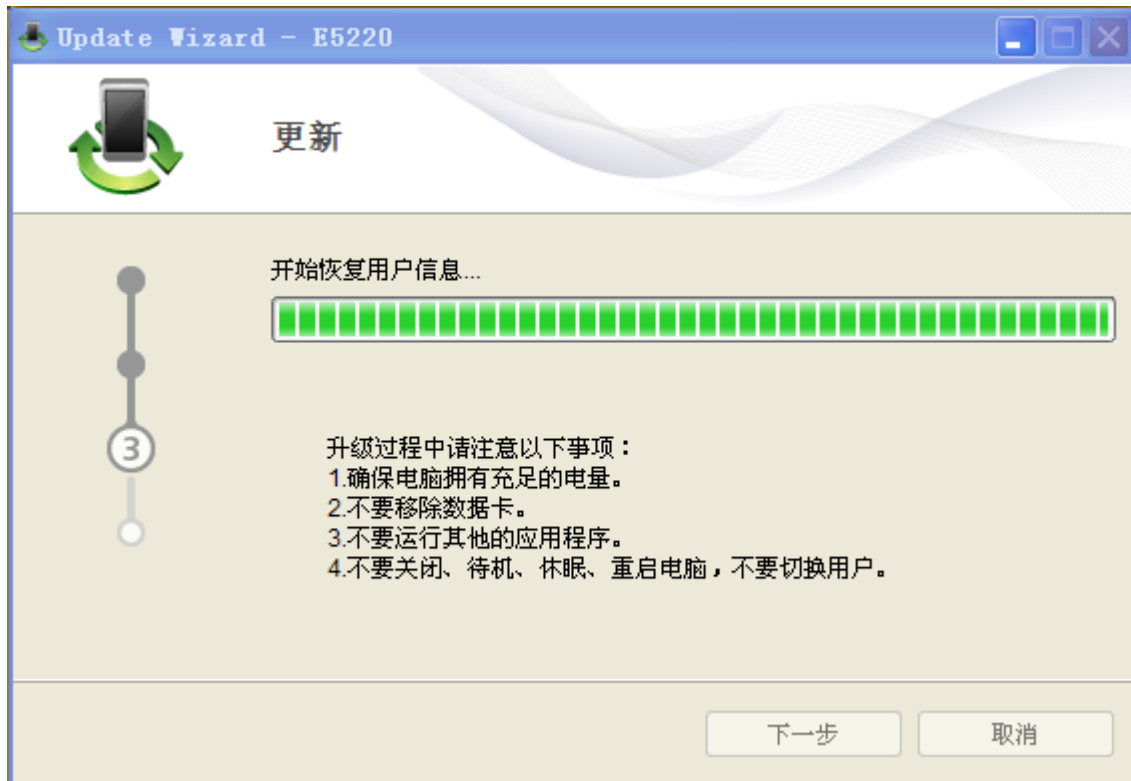 Update Wizard - E5220
更新
开始恢复用户信息...
3
升级过程中请注意以下事项：
1.确保电脑拥有充足的电量。
2.不要移除数据卡。
3.不要运行其他的应用程序。
4.不要关闭、待机、休眠、重启电脑，不要切换用户。
下一步
取消